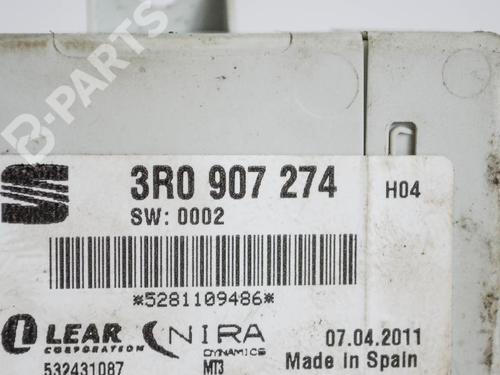 B-PARTS
3R0 907 274 H04
SW: 0002
*5281109486*
LEAR NIRA 07.04.2011
CORPORATION DYNAMICS
532431087 MT3 Made in Spain